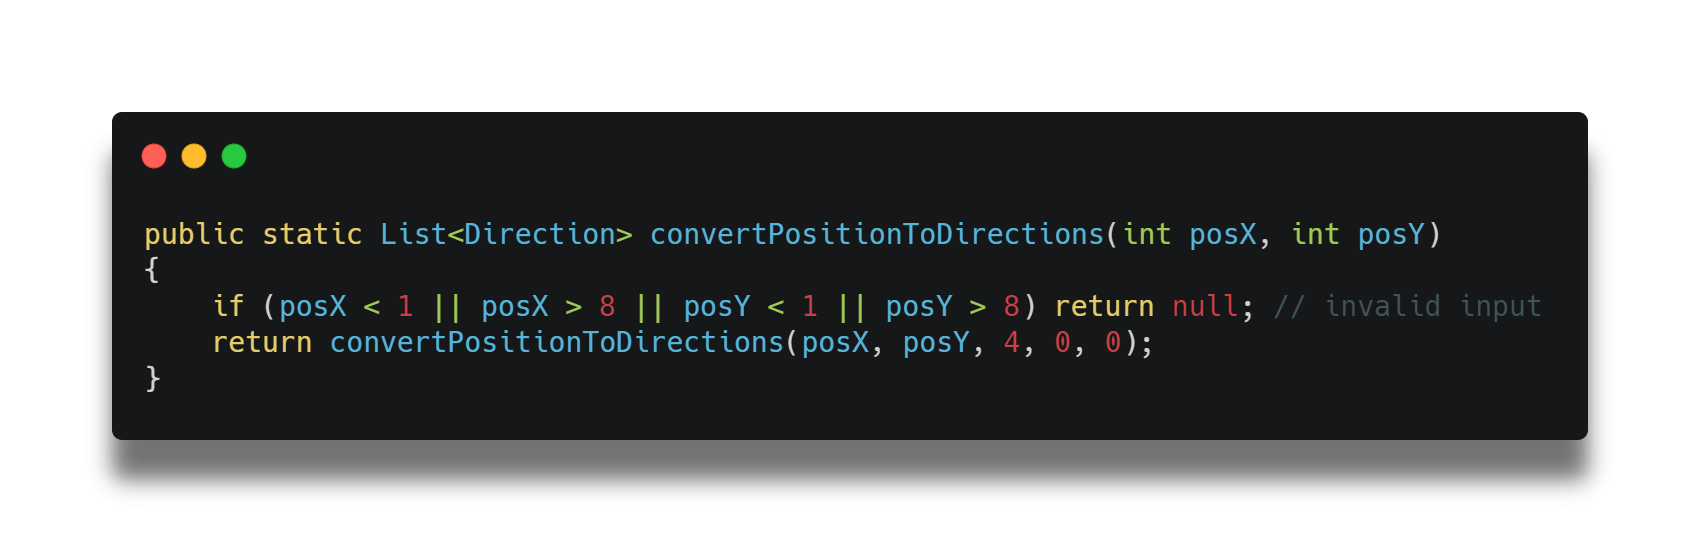 public static List<Direction> convertPositionToDirections(int posX, int posY)
{
    if (posX < 1 || posX > 8 || posY < 1 || posY > 8) return null; // invalid input
    return convertPositionToDirections(posX, posY, 4, 0, 0);
}